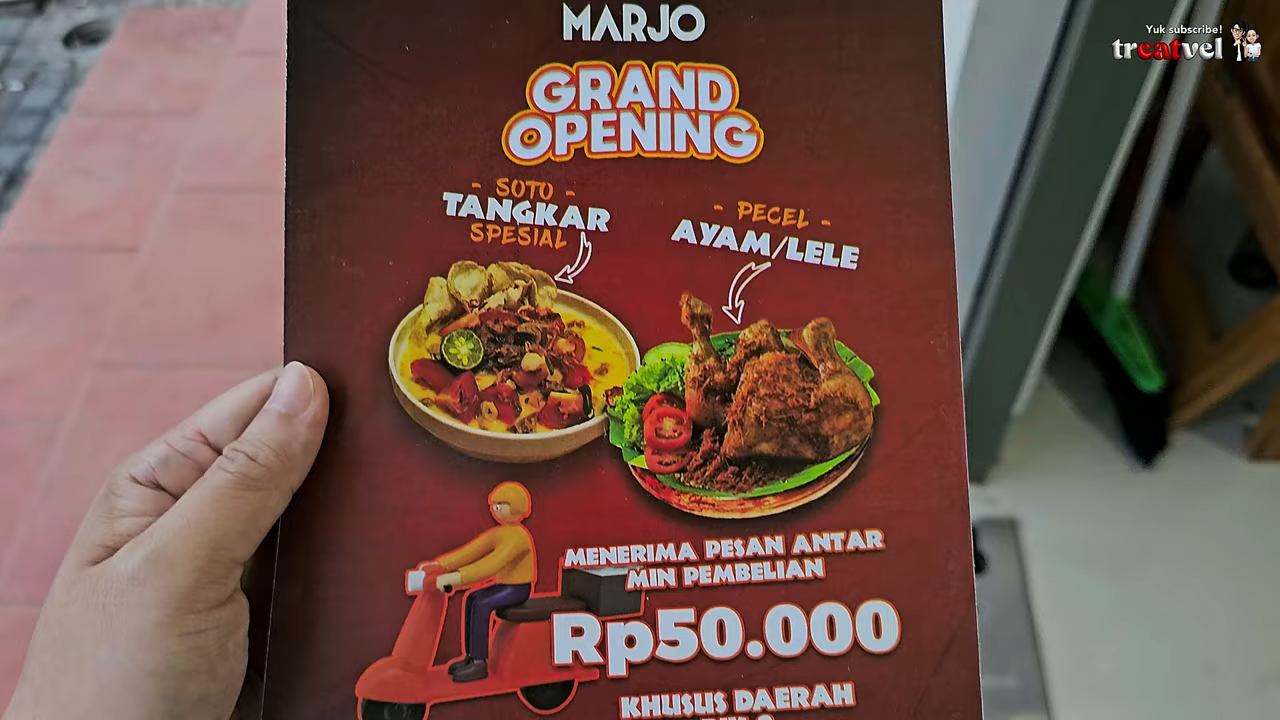 MARJO
GRAND
OPENING
- SOTO -
TANGKAR
SPESIAL
- PECEL -
AYAM/LELE
MENERIMA PESAN ANTAR
MIN PEMBELIAN
Rp50.000
KHUSUS DAERAH
Yuk subscribe!
treatvel